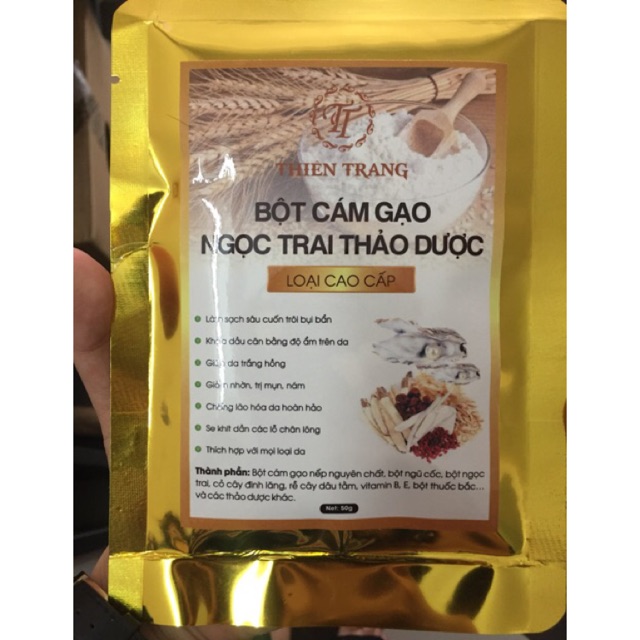 TT
THIEN TRANG
BỘT CÁM GẠO
NGỌC TRAI THẢO DƯỢC
LOẠI CAO CẤP
Làm sạch sâu cuốn trôi bụi bẩn
Khóa dầu cân bằng độ ẩm trên da
Giúp da trắng hồng
Giảm nhờn, trị mụn, nám
Chống lão hóa da hoàn hảo
Se khít dần các lỗ chân lông
Thích hợp với mọi loại da
Thành phần: Bột cám gạo nếp nguyên chất, bột ngũ cốc, bột ngọc
trai, cỏ cây đinh lăng, rễ cây dâu tằm, vitamin B, E, bột thuốc bắc...
và các thảo dược khác.
Net: 50g